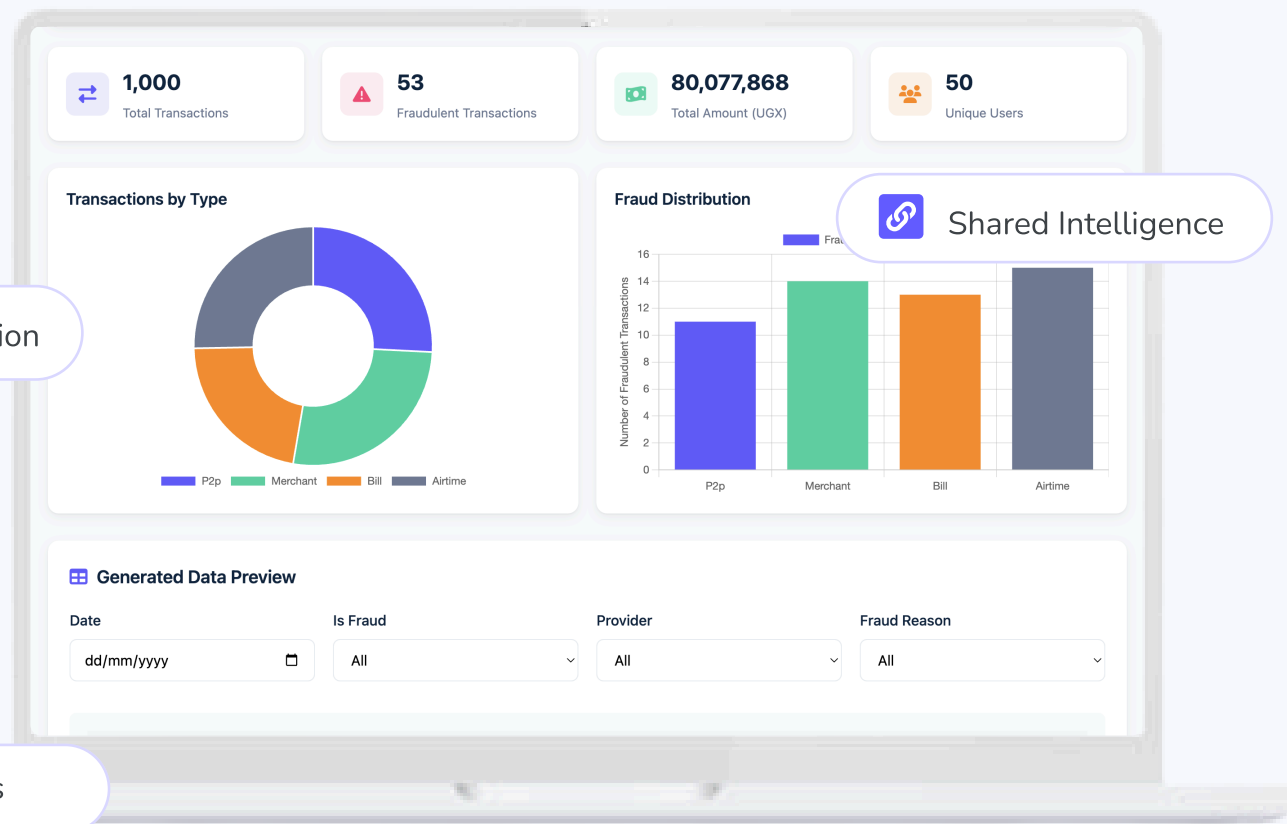 1,000
Total Transactions
53
Fraudulent Transactions
80,077,868
Total Amount (UGX)
50
Unique Users
Transactions by Type
P2p
Merchant
Bill
Airtime
Fraud Distribution
Shared Intelligence
Number of Fraudulent Transactions
16
14
12
10
8
6
4
2
0
P2p
Merchant
Bill
Airtime
Generated Data Preview
Date
Is Fraud
Provider
Fraud Reason
dd/mm/yyyy
All
All
All